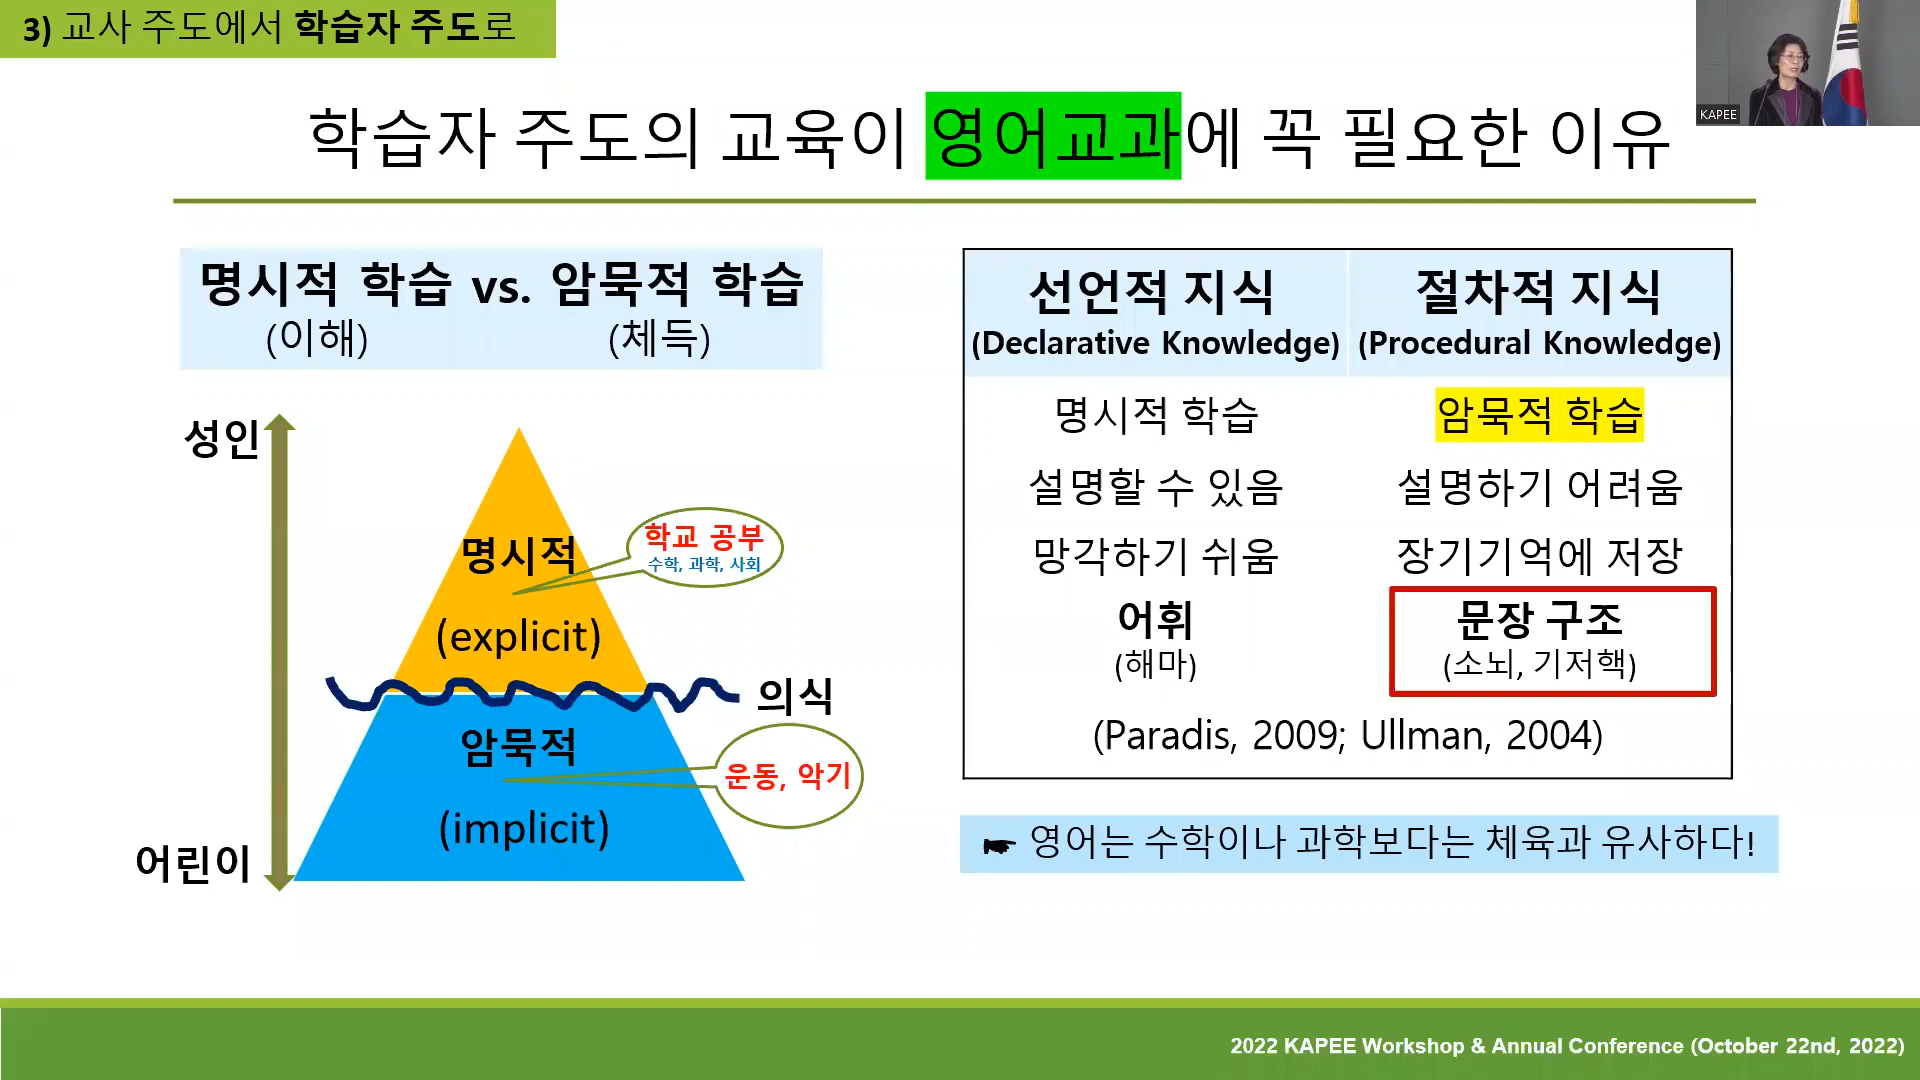 3) 교사 주도에서 학습자 주도로
KAPEE
학습자 주도의 교육이 영어교과에 꼭 필요한 이유
명시적 학습 vs. 암묵적 학습
(이해) (체득)
성인
어린이
명시적
(explicit)
학교 공부
수학, 과학, 사회
의식
암묵적
(implicit)
운동, 악기
선언적 지식 절차적 지식
(Declarative Knowledge) (Procedural Knowledge)
명시적 학습 암묵적 학습
설명할 수 있음 설명하기 어려움
망각하기 쉬움 장기기억에 저장
어휘 문장 구조
(해마) (소뇌, 기저핵)
(Paradis, 2009; Ullman, 2004)
☛ 영어는 수학이나 과학보다는 체육과 유사하다!
2022 KAPEE Workshop & Annual Conference (October 22nd, 2022)